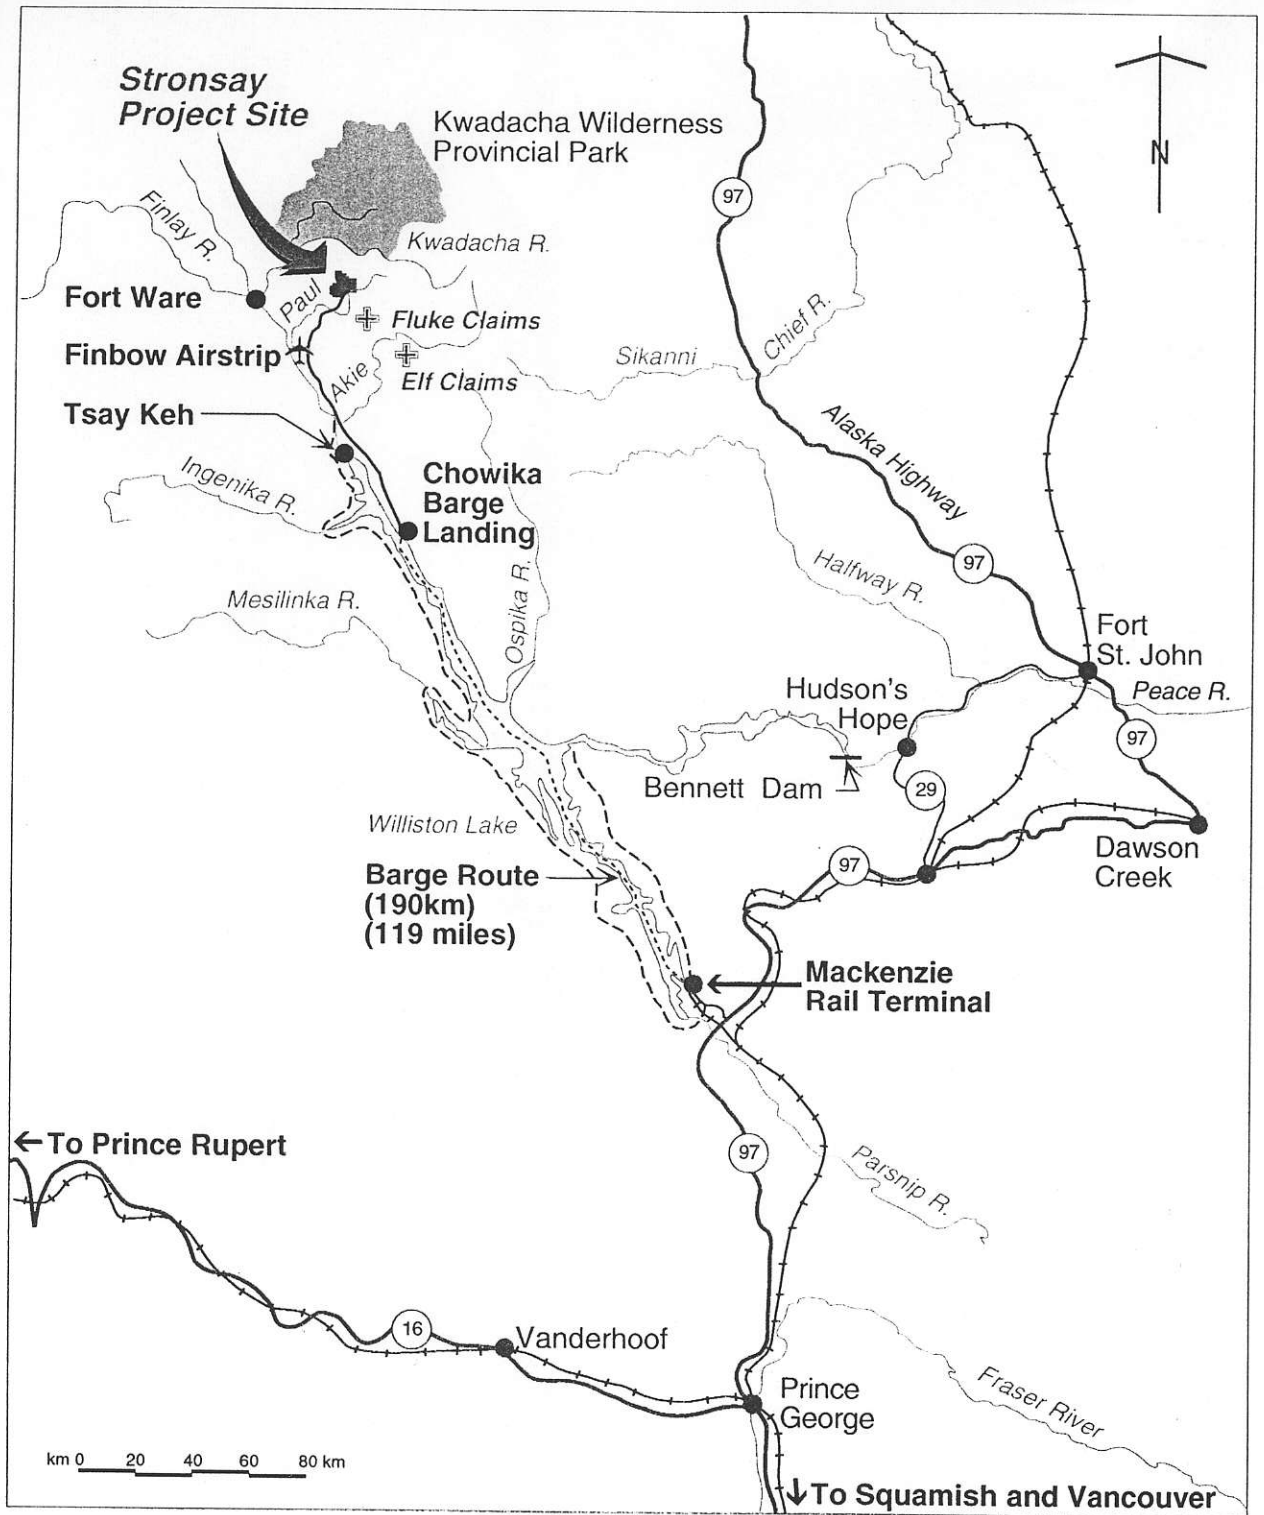 Stronsay
Project Site
Kwadacha Wilderness
Provincial Park
N
97
Finlay R.
Kwadacha R.
Fort Ware
Paul
Fluke Claims
Chief R.
Sikanni
Finbow Airstrip
Akie
Elf Claims
Tsay Keh
Alaska Highway
Ingenika R.
Chowika
Barge
Landing
97
Halfway R.
Mesilinka R.
Ospika R.
Fort
St. John
Hudson's
Hope
Peace R.
97
Bennett Dam
29
Williston Lake
Dawson
Creek
97
Barge Route
(190km)
(119 miles)
Mackenzie
Rail Terminal
To Prince Rupert
97
Parsnip R.
16
Vanderhoof
Prince
George
Fraser River
km 0 20 40 60 80 km
To Squamish and Vancouver